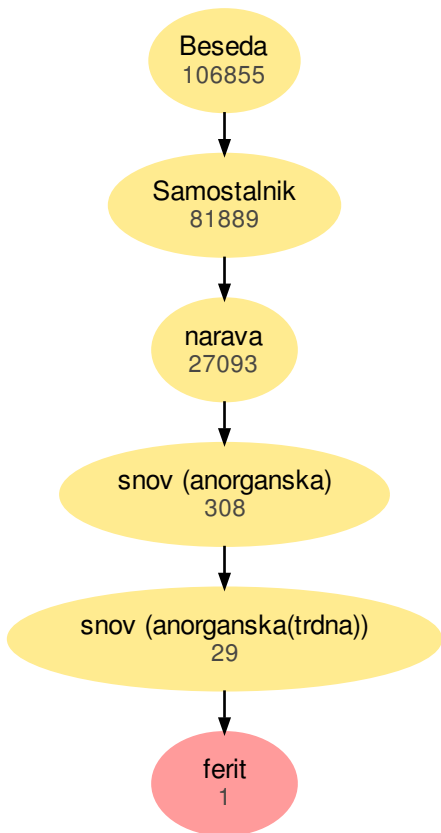 Beseda
106855
Samostalnik
81889
narava
27093
snov (anorganska)
308
snov (anorganska(trdna))
29
ferit
1